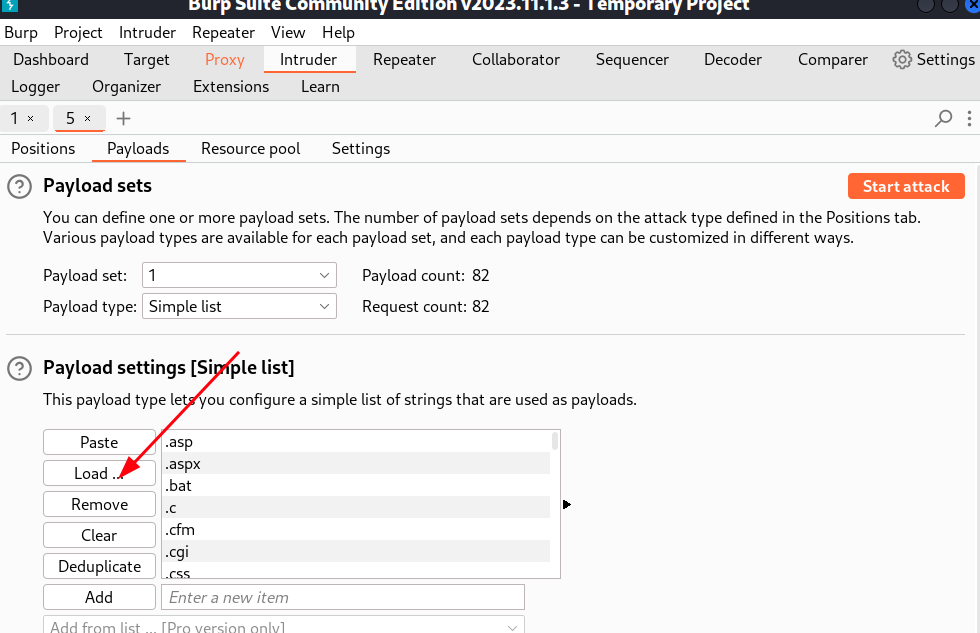 Burp Suite Community Edition v2023.11.1.3 - Temporary Project
Burp Project Intruder Repeater View Help
Dashboard Target Proxy Intruder Repeater Collaborator Sequencer Decoder Comparer Settings
Logger Organizer Extensions Learn
1 × 5 × +
Positions Payloads Resource pool Settings
? Payload sets Start attack
You can define one or more payload sets. The number of payload sets depends on the attack type defined in the Positions tab.
Various payload types are available for each payload set, and each payload type can be customized in different ways.
Payload set: 1 Payload count: 82
Payload type: Simple list Request count: 82
? Payload settings [Simple list]
This payload type lets you configure a simple list of strings that are used as payloads.
Paste
Load ...
Remove
Clear
Deduplicate
.asp
.aspx
.bat
.c
.cfm
.cgi
.css
Add Enter a new item
Add from list ... [Pro version only]